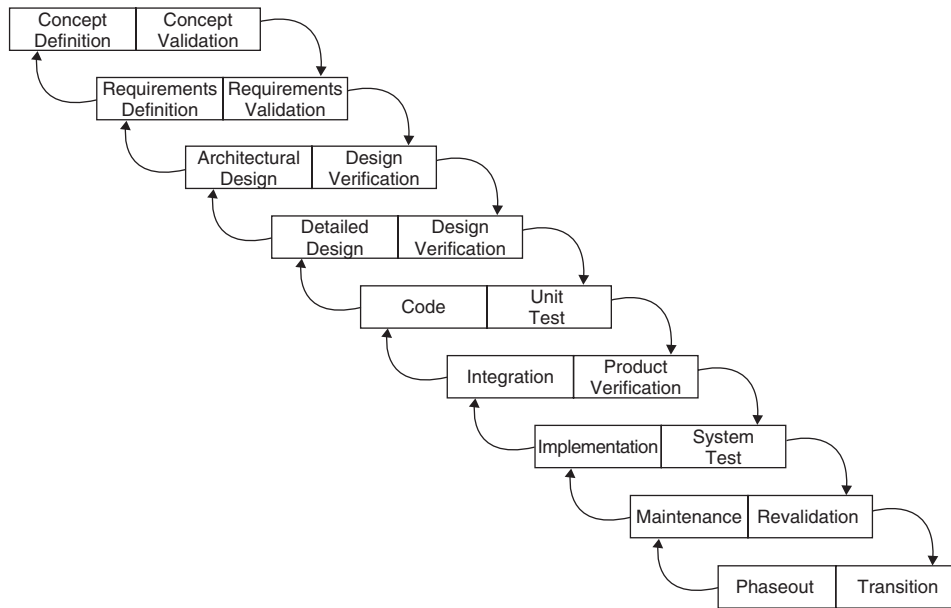 Concept
Definition
Concept
Validation
Requirements
Definition
Requirements
Validation
Architectural
Design
Design
Verification
Detailed
Design
Design
Verification
Code
Unit
Test
Integration
Product
Verification
Implementation
System
Test
Maintenance
Revalidation
Phaseout
Transition